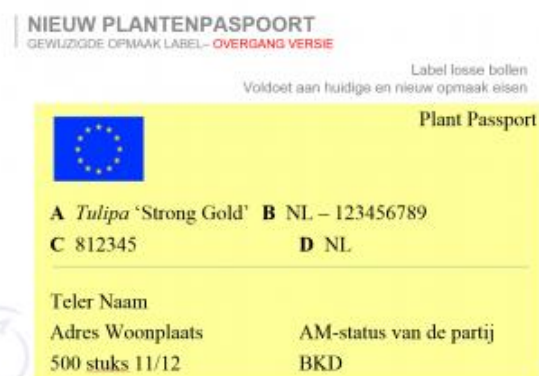 NIEUW PLANTENPASPOORT
GEWIJZIGDE OPMAAK LABEL– OVERGANG VERSIE
Label losse bollen
Voldoet aan huidige en nieuw opmaak eisen
Plant Passport
A Tulipa ‘Strong Gold’ B NL – 123456789
C 812345 D NL
Teler Naam
Adres Woonplaats AM-status van de partij
500 stuks 11/12 BKD